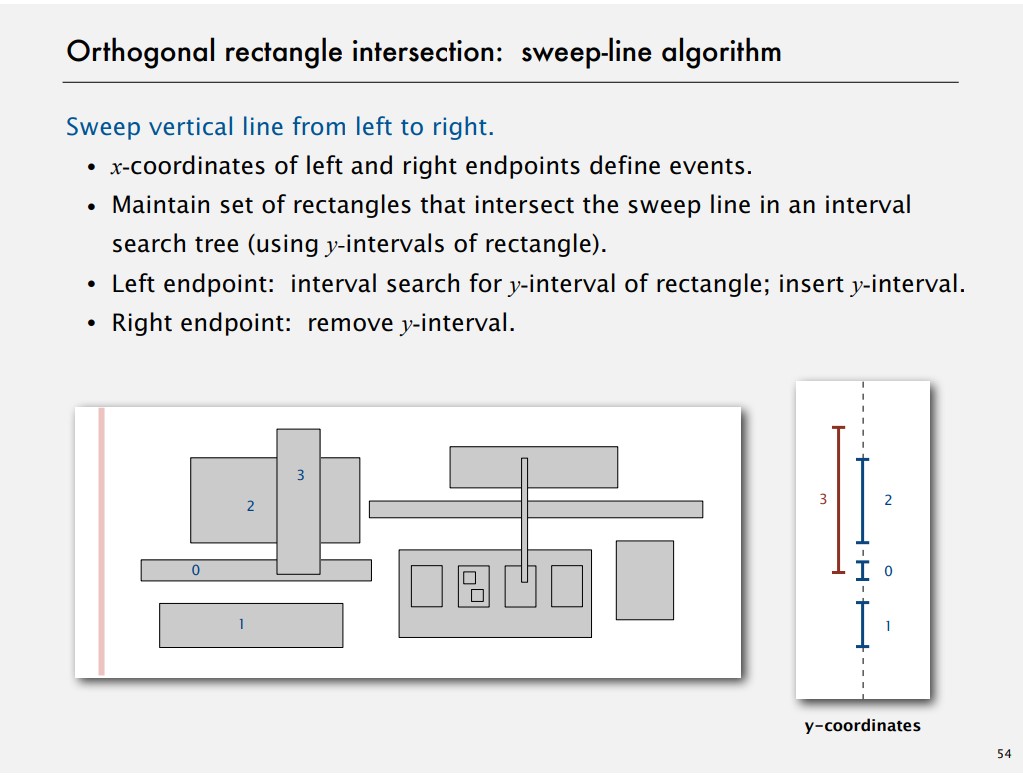 Orthogonal rectangle intersection: sweep-line algorithm
Sweep vertical line from left to right.
• x-coordinates of left and right endpoints define events.
• Maintain set of rectangles that intersect the sweep line in an interval
search tree (using y-intervals of rectangle).
• Left endpoint: interval search for y-interval of rectangle; insert y-interval.
• Right endpoint: remove y-interval.
3
2
0
1
3
2
0
1
y-coordinates
54